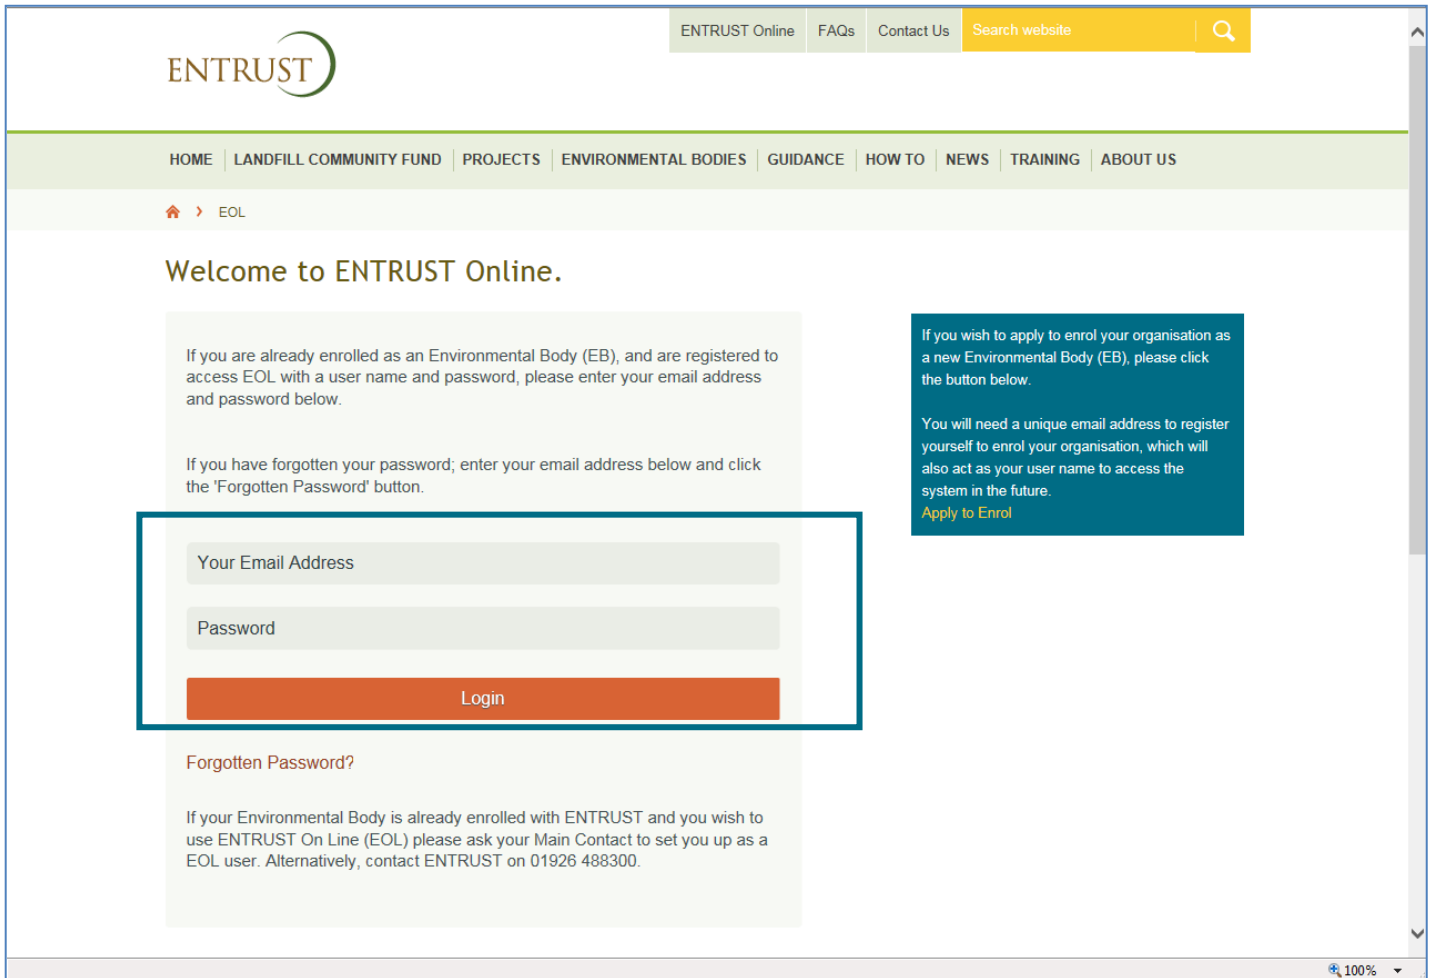 ENTRUST Online FAQs Contact Us Search website
ENTRUST
HOME LANDFILL COMMUNITY FUND PROJECTS ENVIRONMENTAL BODIES GUIDANCE HOW TO NEWS TRAINING ABOUT US
EOL
Welcome to ENTRUST Online.
If you are already enrolled as an Environmental Body (EB), and are registered to
access EOL with a user name and password, please enter your email address
and password below.
If you have forgotten your password; enter your email address below and click
the 'Forgotten Password' button.
Your Email Address
Password
Login
Forgotten Password?
If your Environmental Body is already enrolled with ENTRUST and you wish to
use ENTRUST On Line (EOL) please ask your Main Contact to set you up as a
EOL user. Alternatively, contact ENTRUST on 01926 488300.
If you wish to apply to enrol your organisation as
a new Environmental Body (EB), please click
the button below.
You will need a unique email address to register
yourself to enrol your organisation, which will
also act as your user name to access the
system in the future.
Apply to Enrol
100%